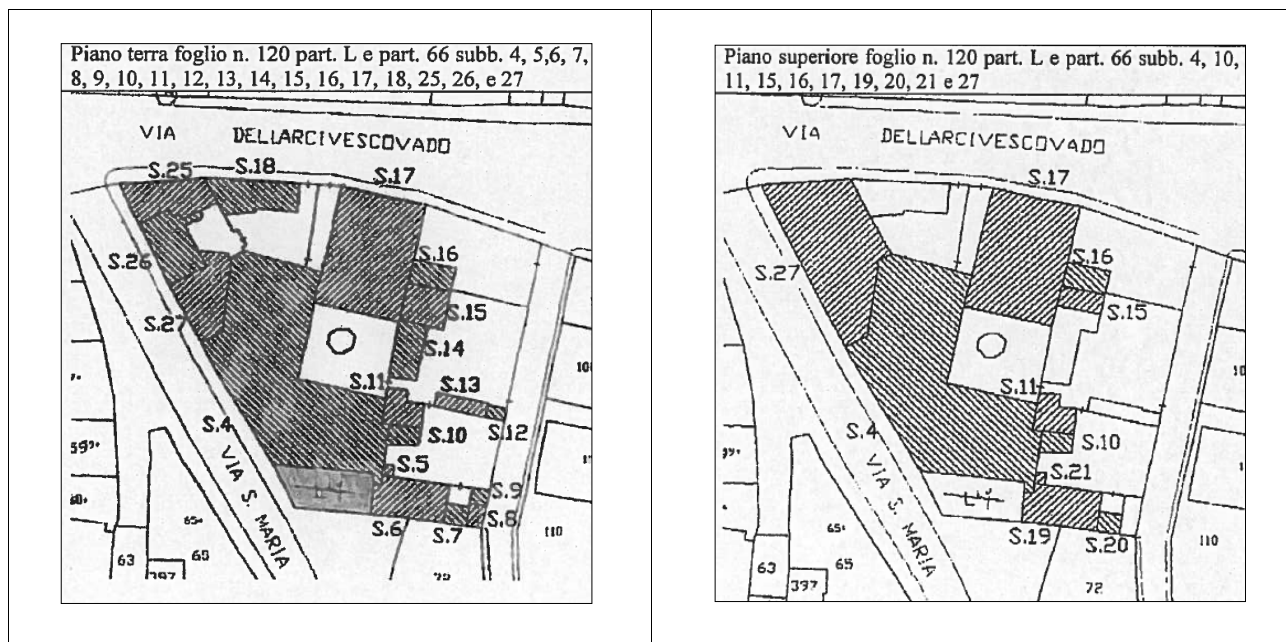 Piano terra foglio n. 120 part. L e part. 66 subb. 4, 5,6, 7,
8, 9, 10, 11, 12, 13, 14, 15, 16, 17, 18, 25, 26, e 27
VIA DELLARCIVESCOVADO
S.25
S.18
S.17
S.26
S.16
S.27
S.15
S.14
S.11
S.13
S.4
S.10
S.12
S.5
VIA S. MARIA
S.9
S.8
S.6
S.7
110
63
65
397
Piano superiore foglio n. 120 part. L e part. 66 subb. 4, 10,
11, 15, 16, 17, 19, 20, 21 e 27
VIA DELLARCIVESCOVADO
S.17
S.27
S.16
S.15
S.11
S.4
S.10
VIA S. MARIA
S.21
S.19
S.20
110
63
65
397
72